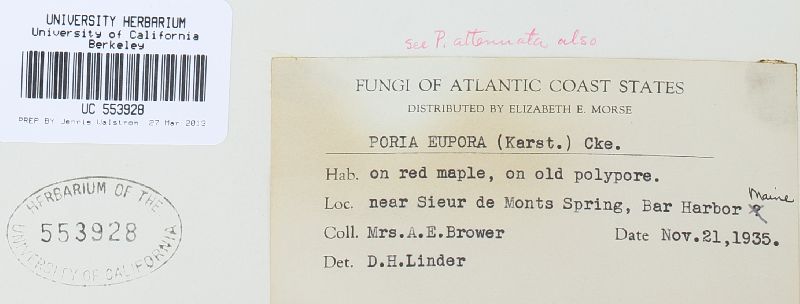 UNIVERSITY HERBARIUM
University of California
Berkeley
UC 553928
PREP BY Jennie Walstrom 27 Mar 2013
HERBARIUM OF THE
553928
UNIVERSITY OF CALIFORNIA
see P. attenuata also
FUNGI OF ATLANTIC COAST STATES
DISTRIBUTED BY ELIZABETH E. MORSE
PORIA EUPORA (Karst.) Cke.
Hab. on red maple, on old polypore.
Maine
Loc. near Sieur de Monts Spring, Bar Harbor
Coll. Mrs.A.E.Brower Date Nov.21,1935.
Det. D.H.Linder